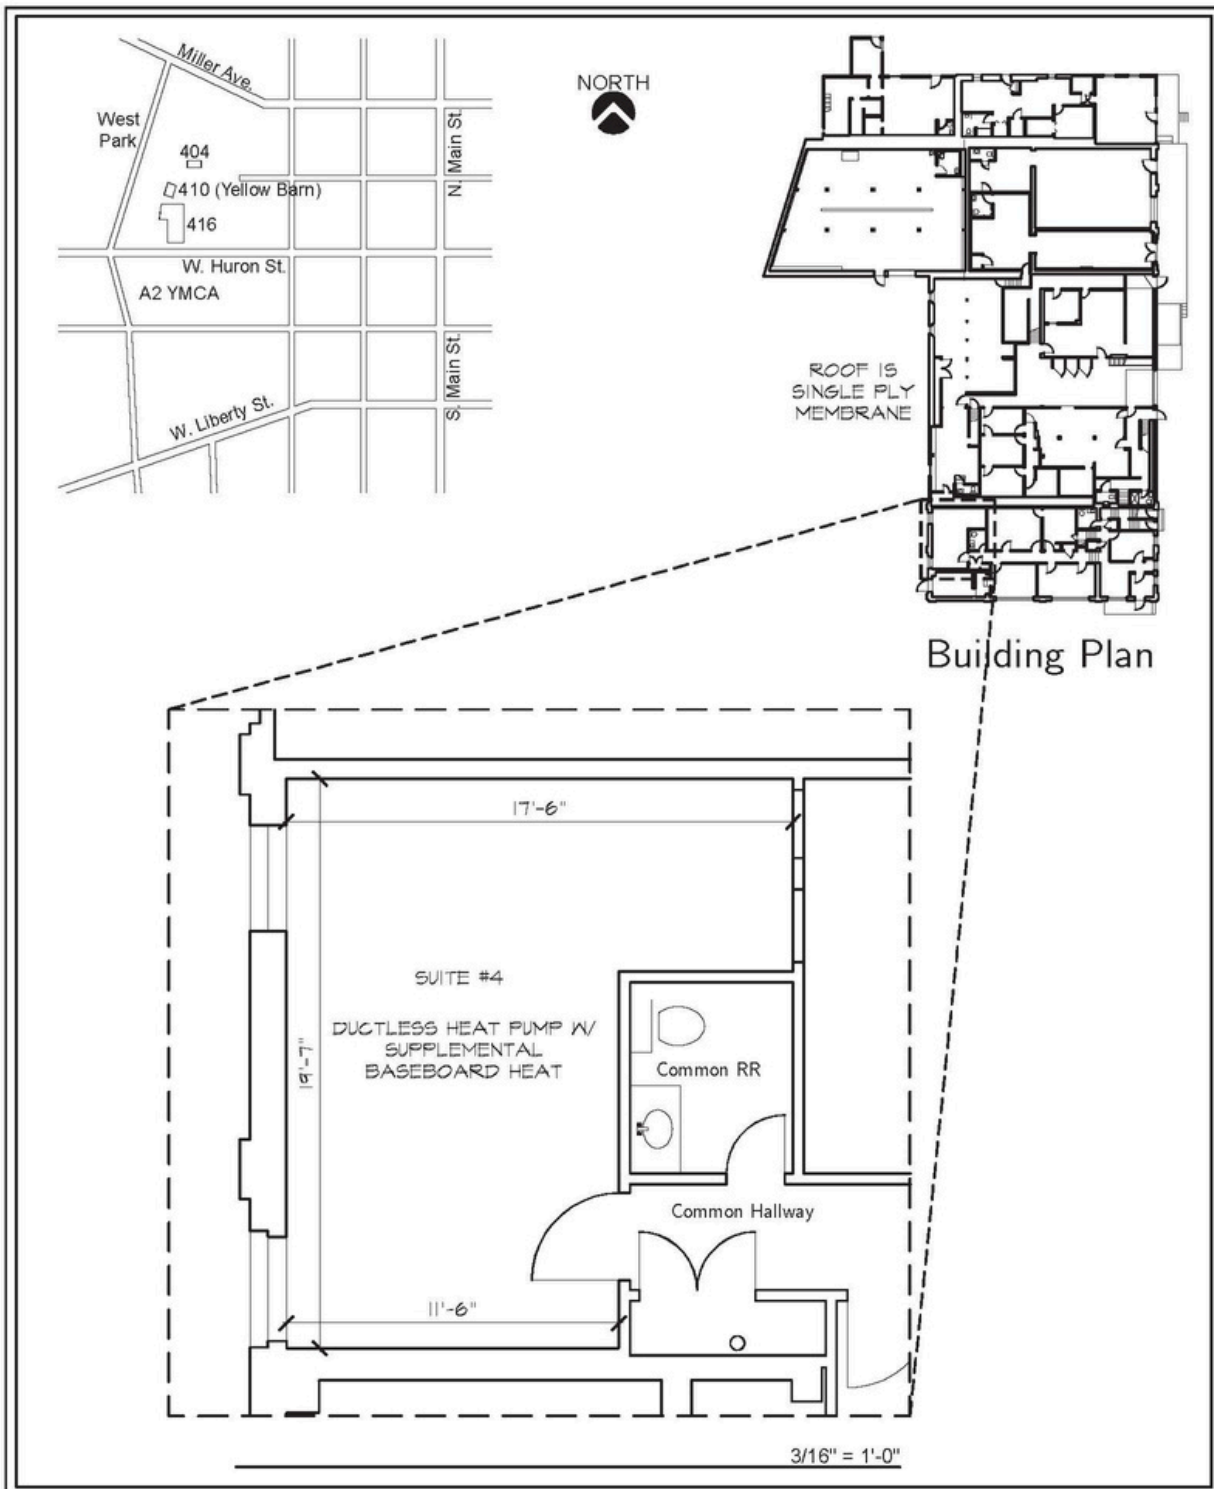 Miller Ave.
NORTH
West
Park
404
410 (Yellow Barn)
416
N. Main St.
W. Huron St.
A2 YMCA
S. Main St.
W. Liberty St.
ROOF IS
SINGLE PLY
MEMBRANE
Building Plan
17'-6"
SUITE #4
DUCTLESS HEAT PUMP W/
SUPPLEMENTAL
BASEBOARD HEAT
19'-7"
Common RR
Common Hallway
11'-6"
3/16" = 1'-0"